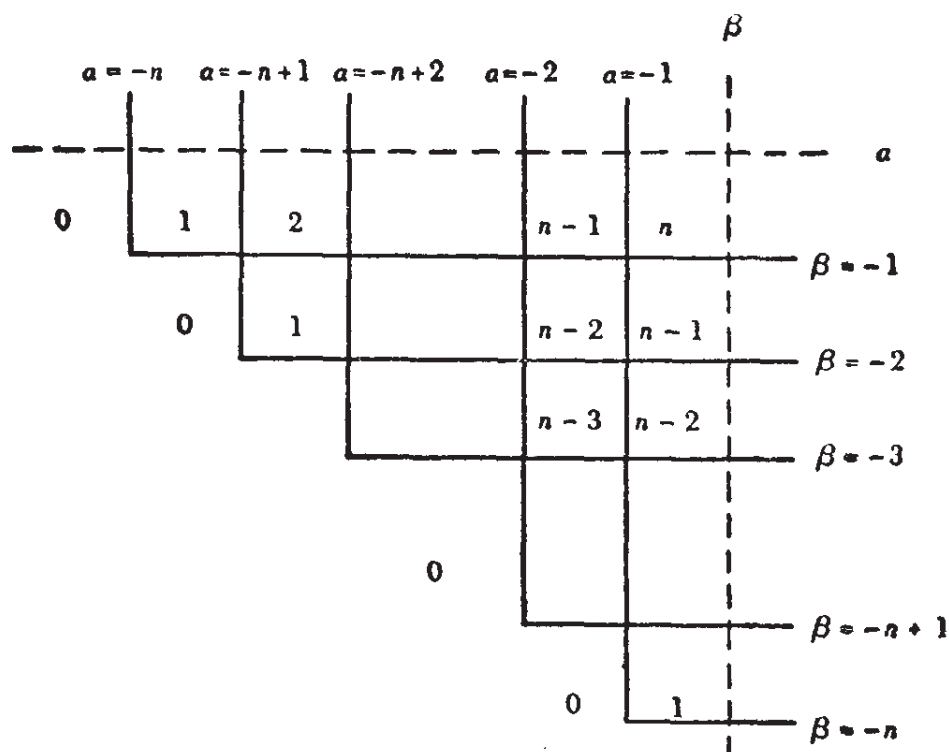 β
a = -n a = -n+1 a = -n+2 a = -2 a = -1
a
0 1 2 n - 1 n
β = -1
0 1 n - 2 n - 1
β = -2
n - 3 n - 2
β = -3
0
β = -n + 1
0 1
β = -n